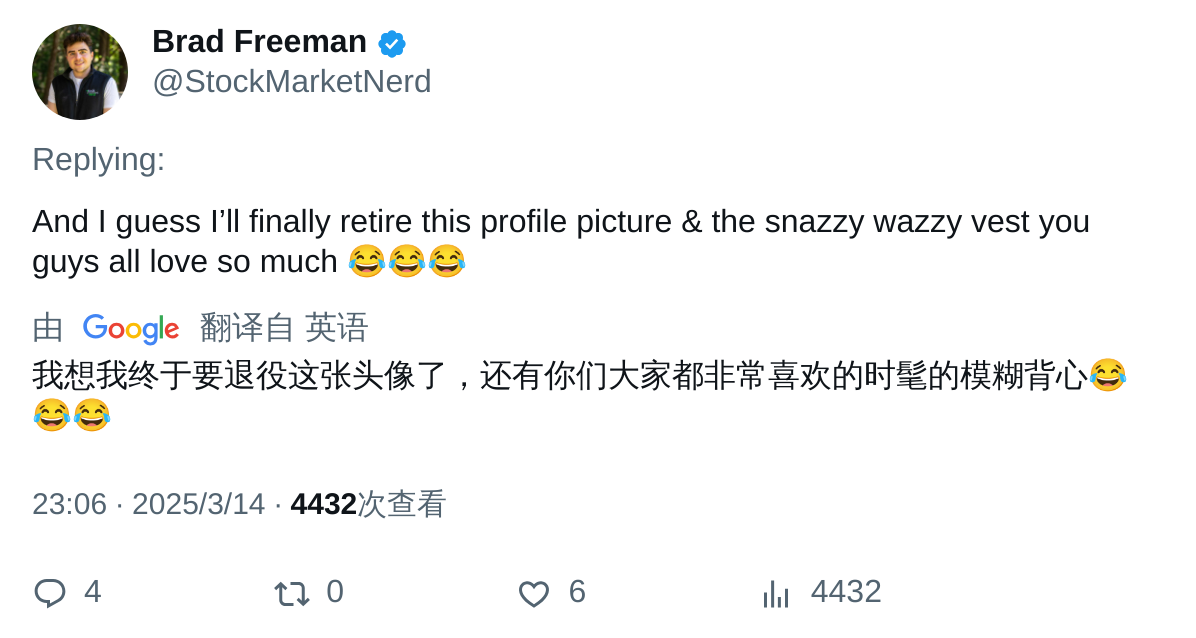 Brad Freeman
@StockMarketNerd
Replying:
And I guess I’ll finally retire this profile picture & the snazzy wazzy vest you
guys all love so much 😂😂😂
由 Google 翻译自 英语
我想我终于要退役这张头像了，还有你们大家都非常喜欢的时髦的模糊背心😂
😂😂
23:06 · 2025/3/14 · 4432次查看
4 0 6 4432